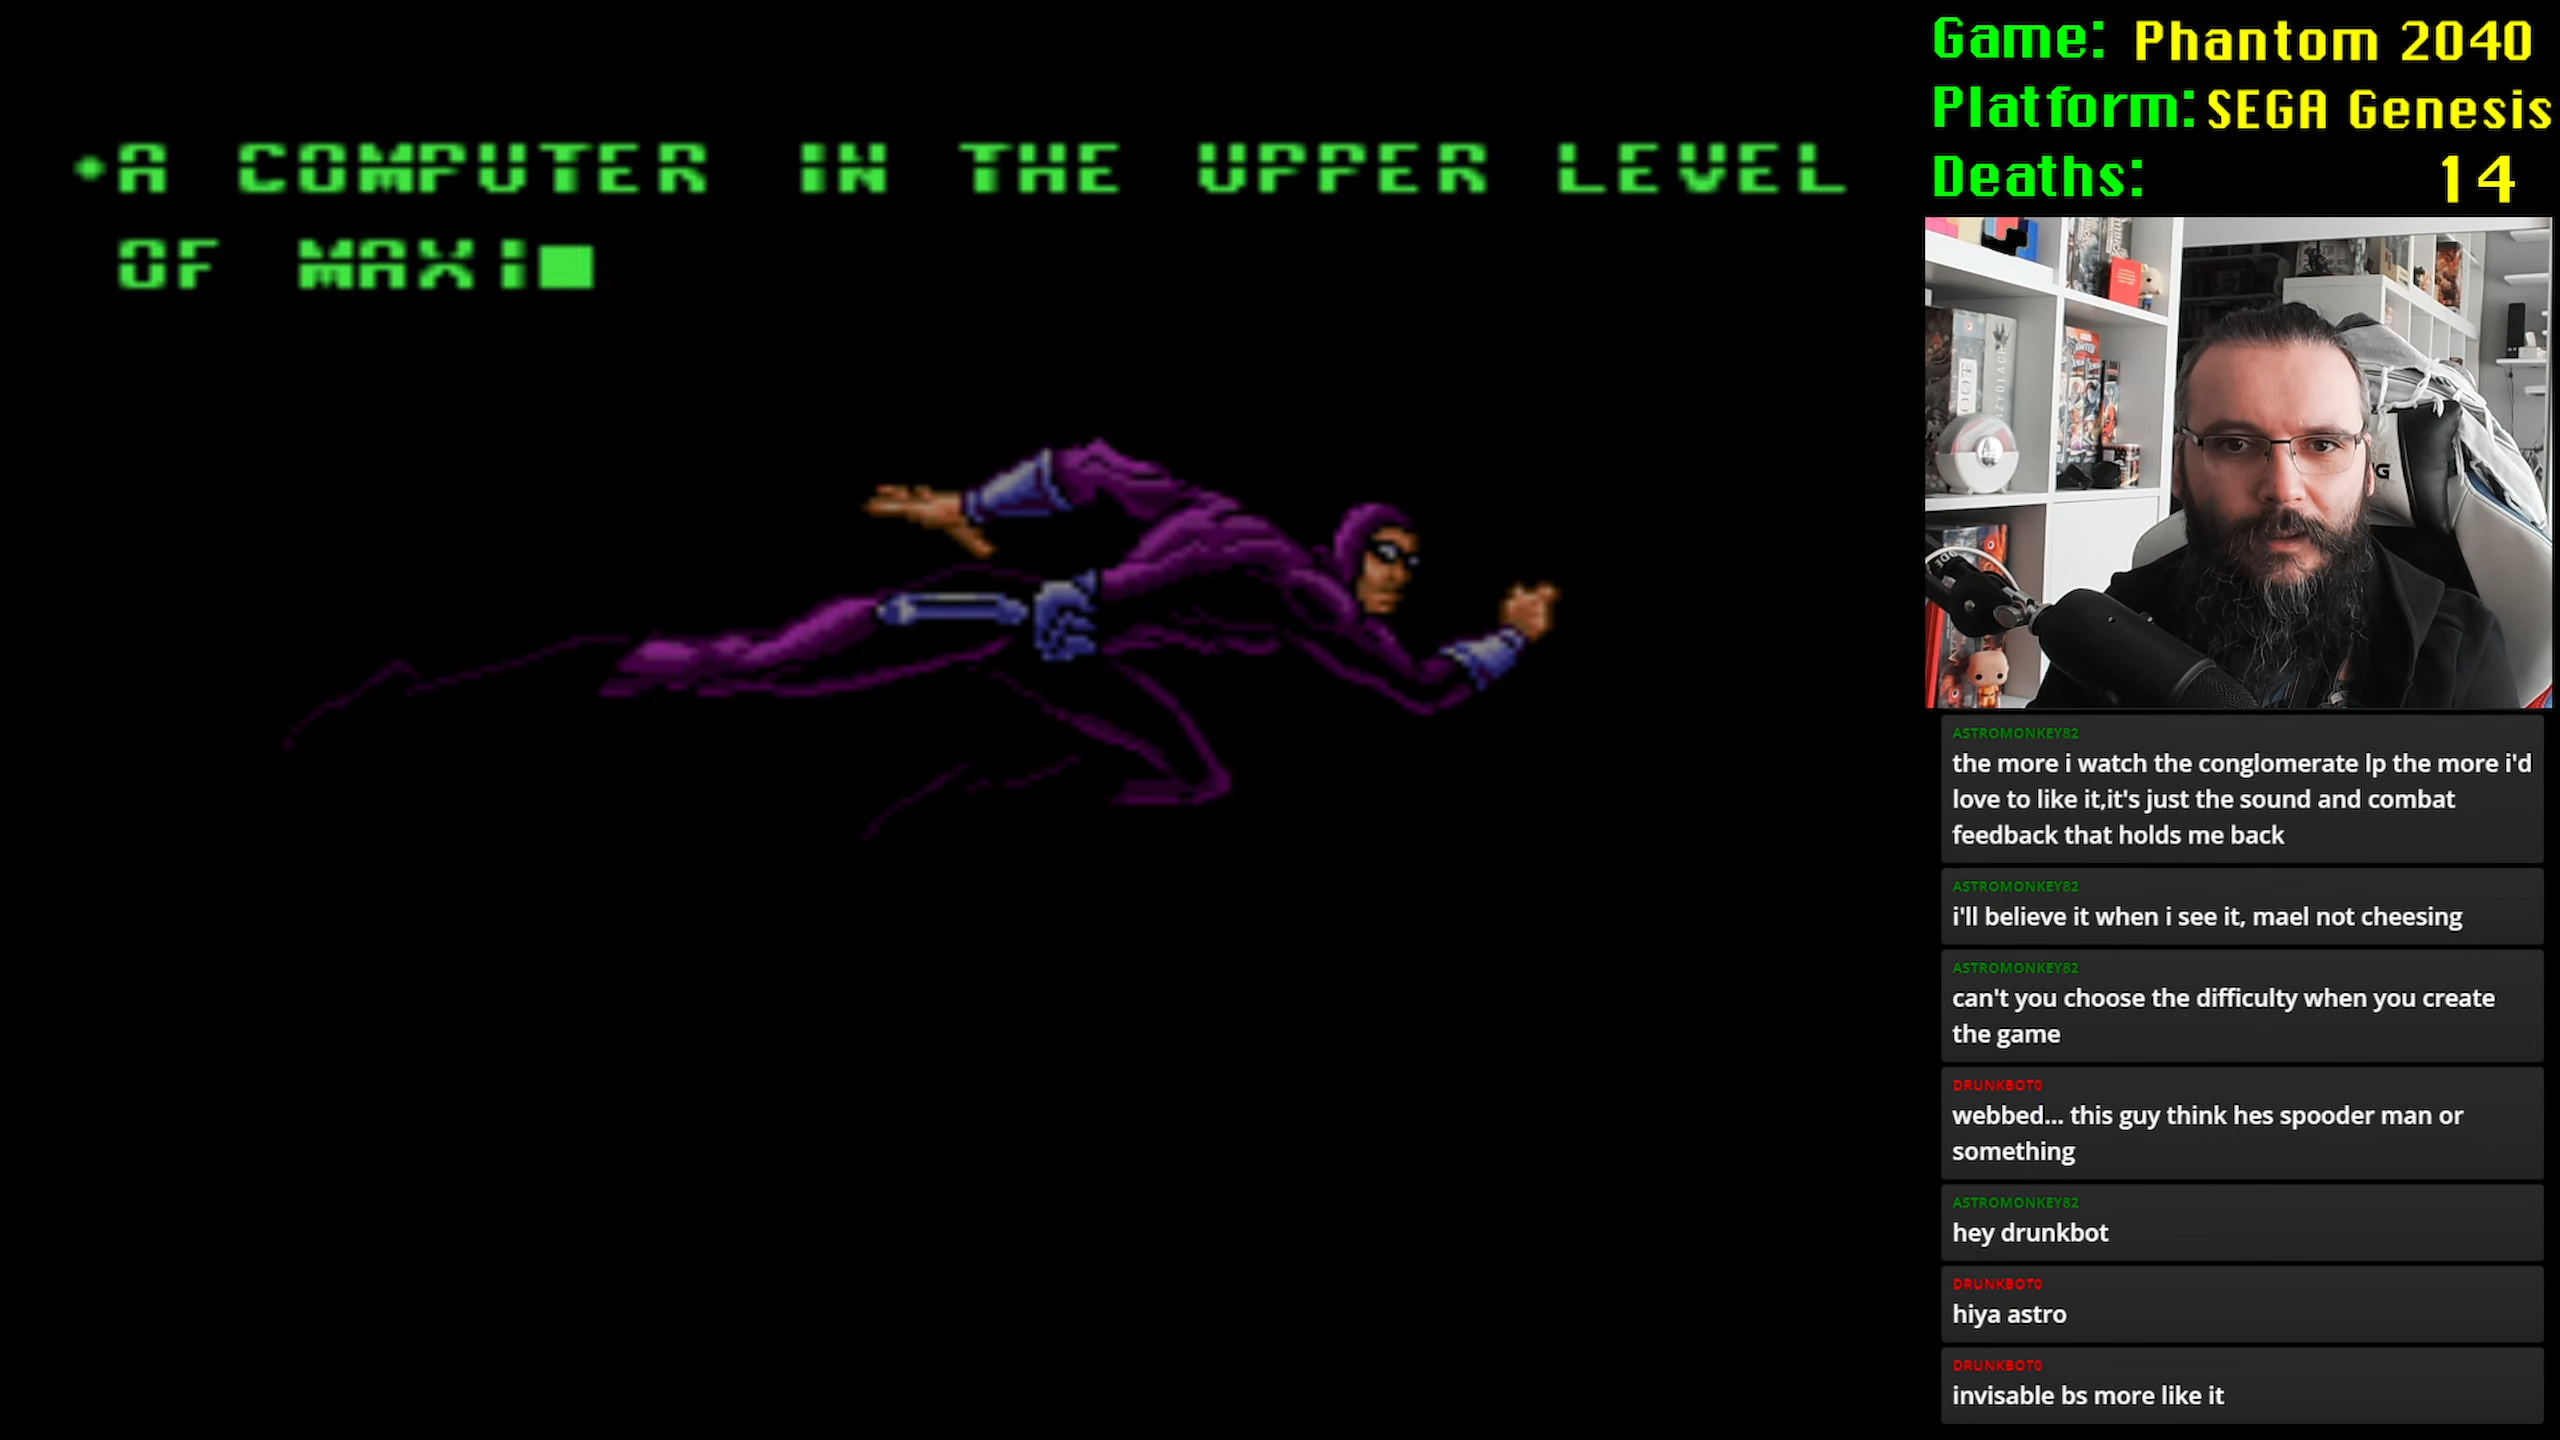 A COMPUTER IN THE UPPER LEVEL
OF MAXI
Game: Phantom 2040
Platform: SEGA Genesis
Deaths: 14
ASTROMONKEY82
the more i watch the conglomerate lp the more i'd
love to like it,it's just the sound and combat
feedback that holds me back
ASTROMONKEY82
i'll believe it when i see it, mael not cheesing
ASTROMONKEY82
can't you choose the difficulty when you create
the game
DRUNKBOT0
webbed... this guy think hes spooder man or
something
ASTROMONKEY82
hey drunkbot
DRUNKBOT0
hiya astro
DRUNKBOT0
invisable bs more like it